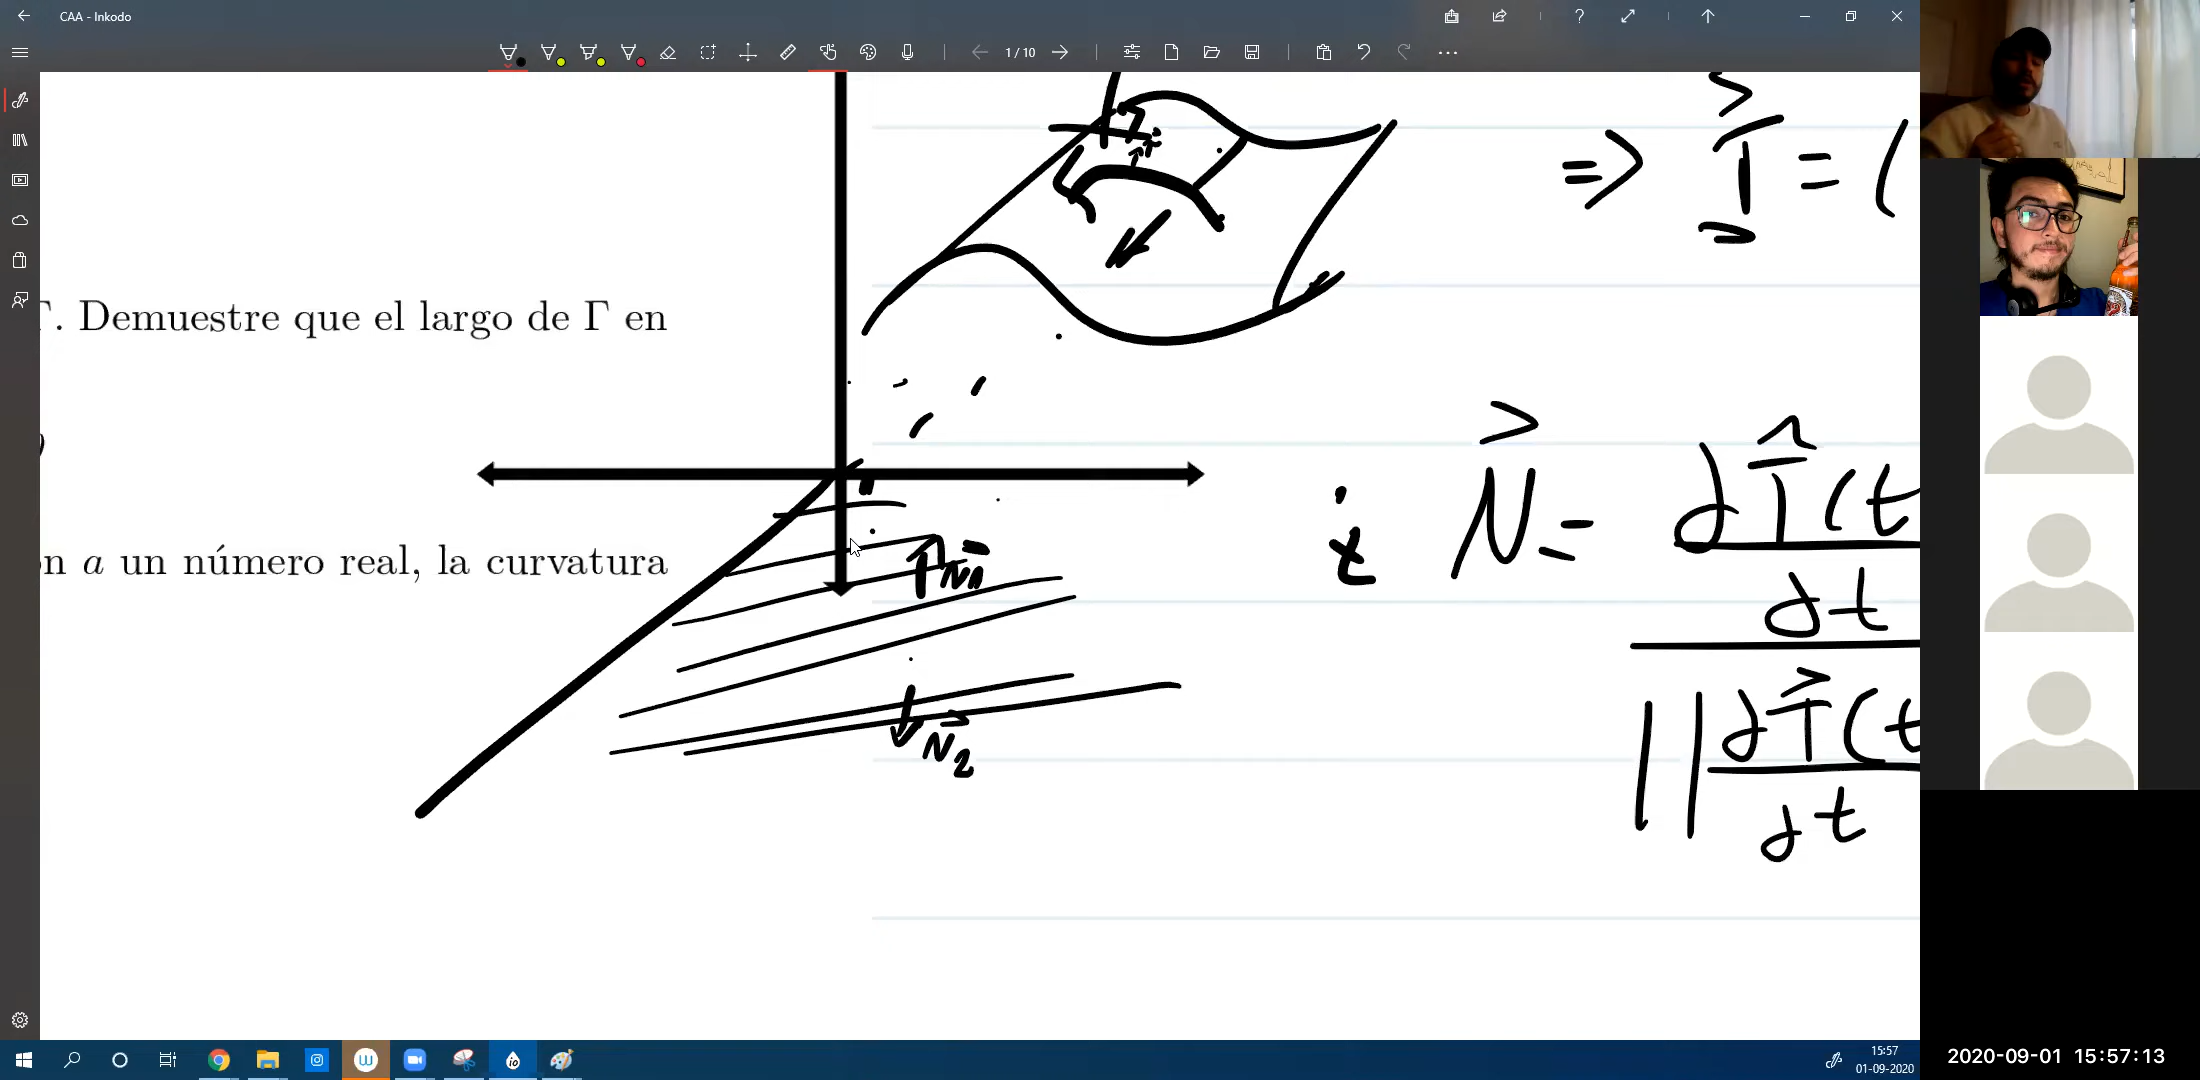 CAA - Inkodo
1 / 10
⇒ T = (
Γ. Demuestre que el largo de Γ en
n a un número real, la curvatura
N = dT(t
dt
||dT(t
dt
N₁
N₂
15:57
01-09-2020
2020-09-01 15:57:13